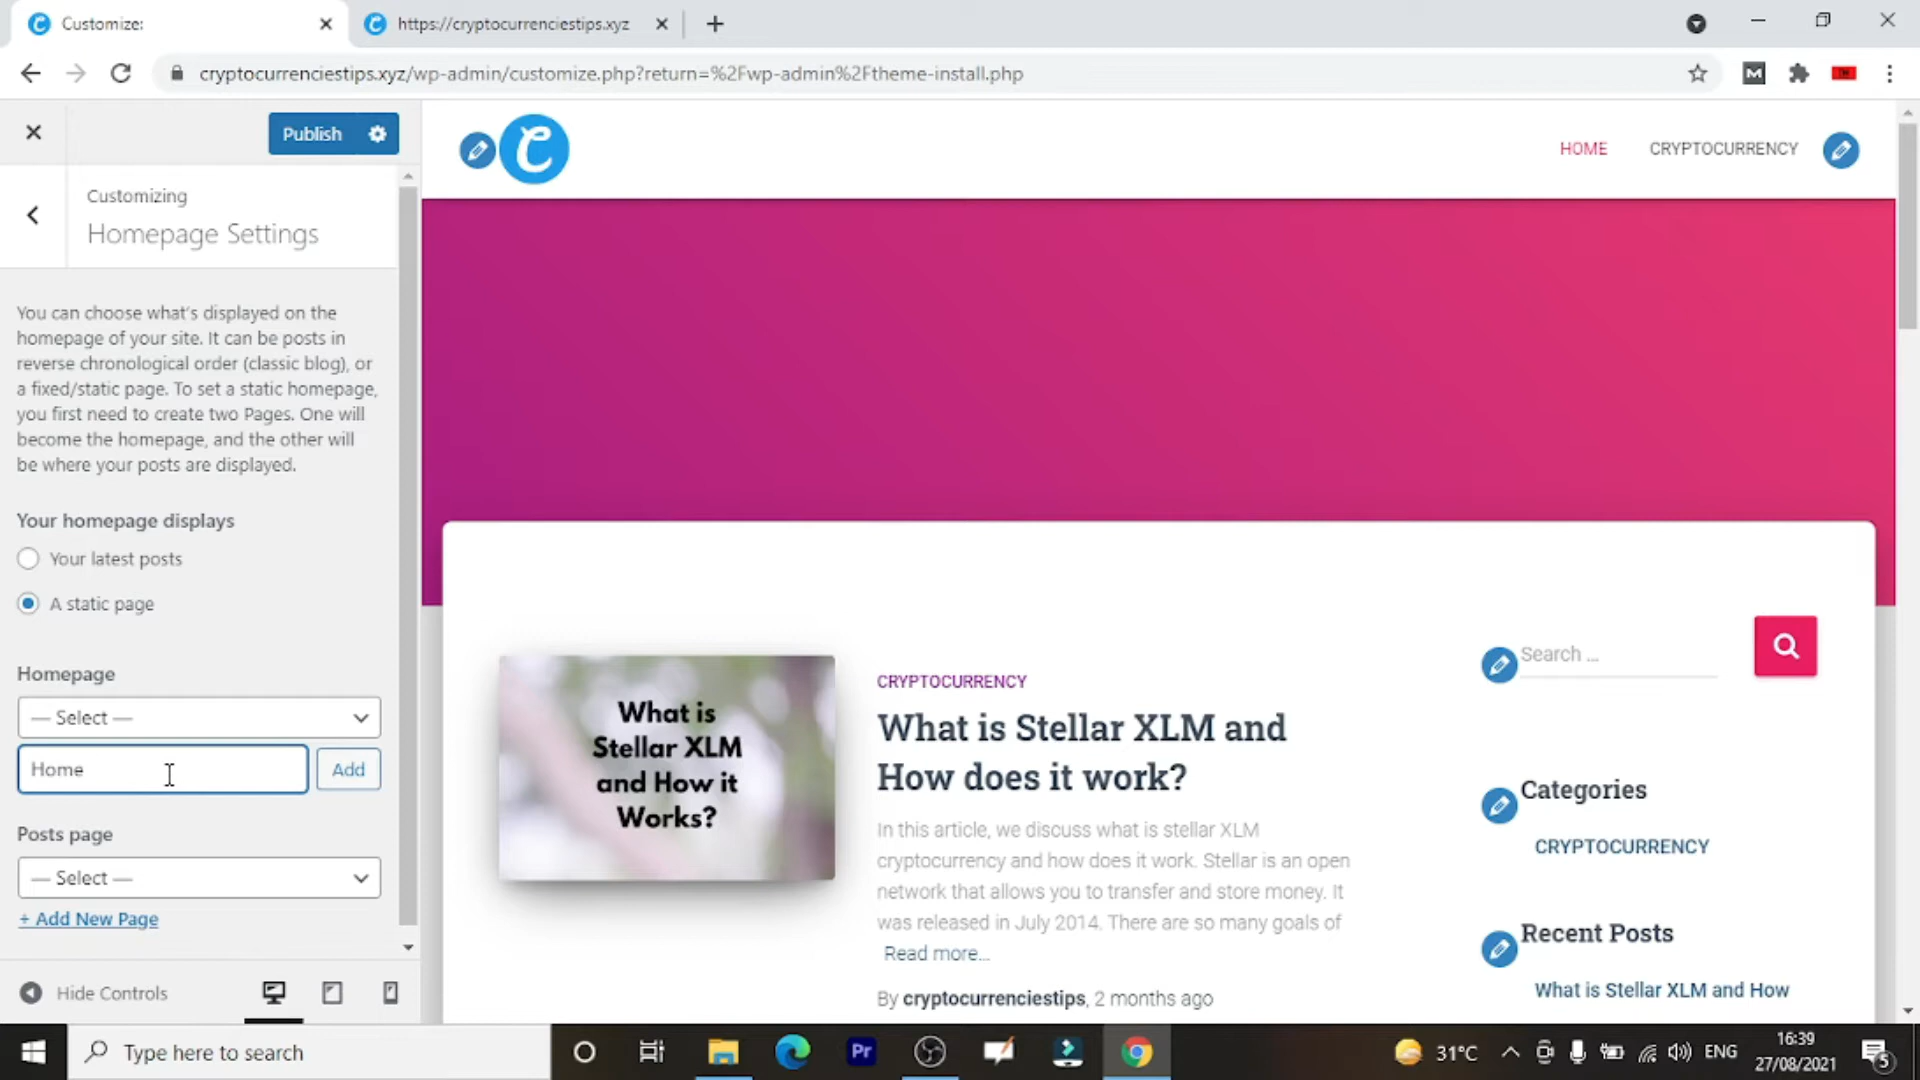 Customize:
https://cryptocurrenciestips.xyz
cryptocurrenciestips.xyz/wp-admin/customize.php?return=%2Fwp-admin%2Ftheme-install.php
Publish
Customizing
Homepage Settings
You can choose what's displayed on the
homepage of your site. It can be posts in
reverse chronological order (classic blog), or
a fixed/static page. To set a static homepage,
you first need to create two Pages. One will
become the homepage, and the other will
be where your posts are displayed.
Your homepage displays
Your latest posts
A static page
Homepage
— Select —
Home
Add
Posts page
— Select —
+ Add New Page
Hide Controls
C
HOME
CRYPTOCURRENCY
What is
Stellar XLM
and How it
Works?
CRYPTOCURRENCY
What is Stellar XLM and
How does it work?
In this article, we discuss what is stellar XLM
cryptocurrency and how does it work. Stellar is an open
network that allows you to transfer and store money. It
was released in July 2014. There are so many goals of
Read more…
By cryptocurrenciestips, 2 months ago
Search …
Categories
CRYPTOCURRENCY
Recent Posts
What is Stellar XLM and How
Type here to search
Pr
31°C
ENG
16:39
27/08/2021
5